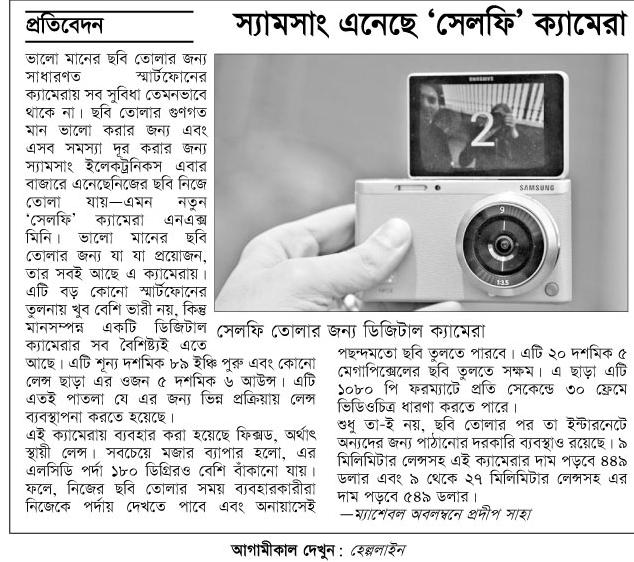 প্রতিবেদন
স্যামসাং এনেছে ‘সেলফি’ ক্যামেরা
ভালো মানের ছবি তোলার জন্য
সাধারণত স্মার্টফোনের
ক্যামেরায় সব সুবিধা তেমনভাবে
থাকে না। ছবি তোলার গুণগত
মান ভালো করার জন্য এবং
এসব সমস্যা দূর করার জন্য
স্যামসাং ইলেকট্রনিকস এবার
বাজারে এনেছেনিজের ছবি নিজে
তোলা যায়—এমন নতুন
‘সেলফি’ ক্যামেরা এনএক্স
মিনি। ভালো মানের ছবি
তোলার জন্য যা যা প্রয়োজন,
তার সবই আছে এ ক্যামেরায়।
এটি বড় কোনো স্মার্টফোনের
তুলনায় খুব বেশি ভারী নয়, কিন্তু
মানসম্পন্ন একটি ডিজিটাল
ক্যামেরার সব বৈশিষ্ট্যই এতে
আছে। এটি শূন্য দশমিক ৮৯ ইঞ্চি পুরু এবং কোনো
লেন্স ছাড়া এর ওজন ৫ দশমিক ৬ আউন্স। এটি
এতই পাতলা যে এর জন্য ভিন্ন প্রক্রিয়ায় লেন্স
ব্যবস্থাপনা করতে হয়েছে।
এই ক্যামেরায় ব্যবহার করা হয়েছে ফিক্সড, অর্থাৎ
স্থায়ী লেন্স। সবচেয়ে মজার ব্যাপার হলো, এর
এলসিডি পর্দা ১৮০ ডিগ্রিরও বেশি বাঁকানো যায়।
ফলে, নিজের ছবি তোলার সময় ব্যবহারকারীরা
নিজেকে পর্দায় দেখতে পাবে এবং অনায়াসেই
SAMSUNG
2
SAMSUNG
9
1:3.5
সেলফি তোলার জন্য ডিজিটাল ক্যামেরা
পছন্দমতো ছবি তুলতে পারবে। এটি ২০ দশমিক ৫
মেগাপিক্সেলের ছবি তুলতে সক্ষম। এ ছাড়া এটি
১০৮০ পি ফরম্যাটে প্রতি সেকেন্ডে ৩০ ফ্রেমে
ভিডিওচিত্র ধারণা করতে পারে।
শুধু তা-ই নয়, ছবি তোলার পর তা ইন্টারনেটে
অন্যদের জন্য পাঠানোর দরকারি ব্যবস্থাও রয়েছে। ৯
মিলিমিটার লেন্সসহ এই ক্যামেরার দাম পড়বে ৪৪৯
ডলার এবং ৯ থেকে ২৭ মিলিমিটার লেন্সসহ এর
দাম পড়বে ৫৪৯ ডলার।
—ম্যাশেবল অবলম্বনে প্রদীপ সাহা
আগামীকাল দেখুন : হেল্পলাইন